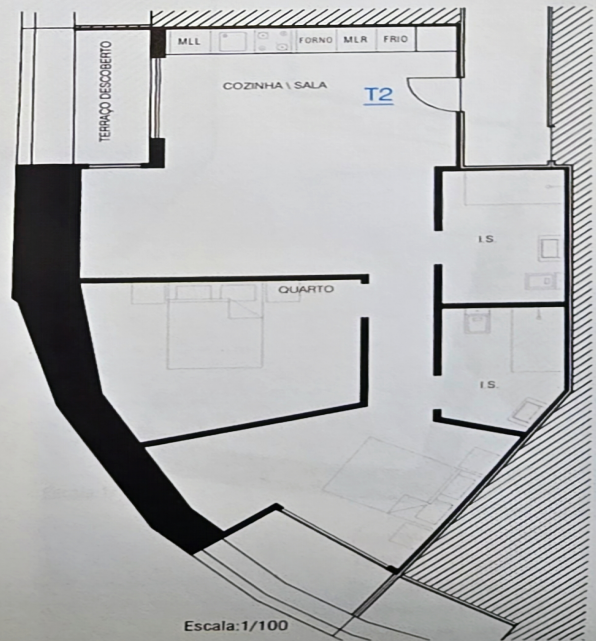 MLL
FORNO
MLR
FRIO
TERRAÇO DESCOBERTO
COZINHA \ SALA
T2
I.S.
QUARTO
I.S.
Escala:1/100